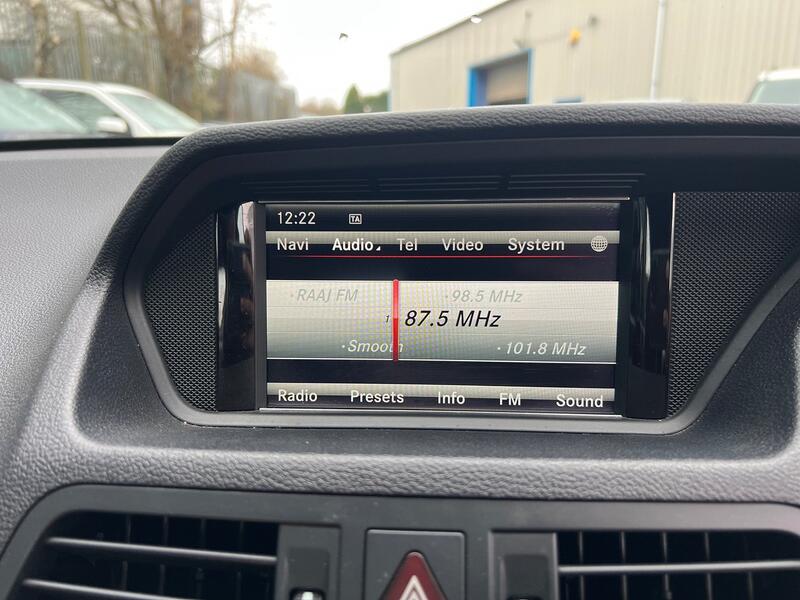 12:22 TA
Navi Audio Tel Video System
·RAAJ FM ·98.5 MHz
1 87.5 MHz
·Smooth ·101.8 MHz
Radio Presets Info FM Sound